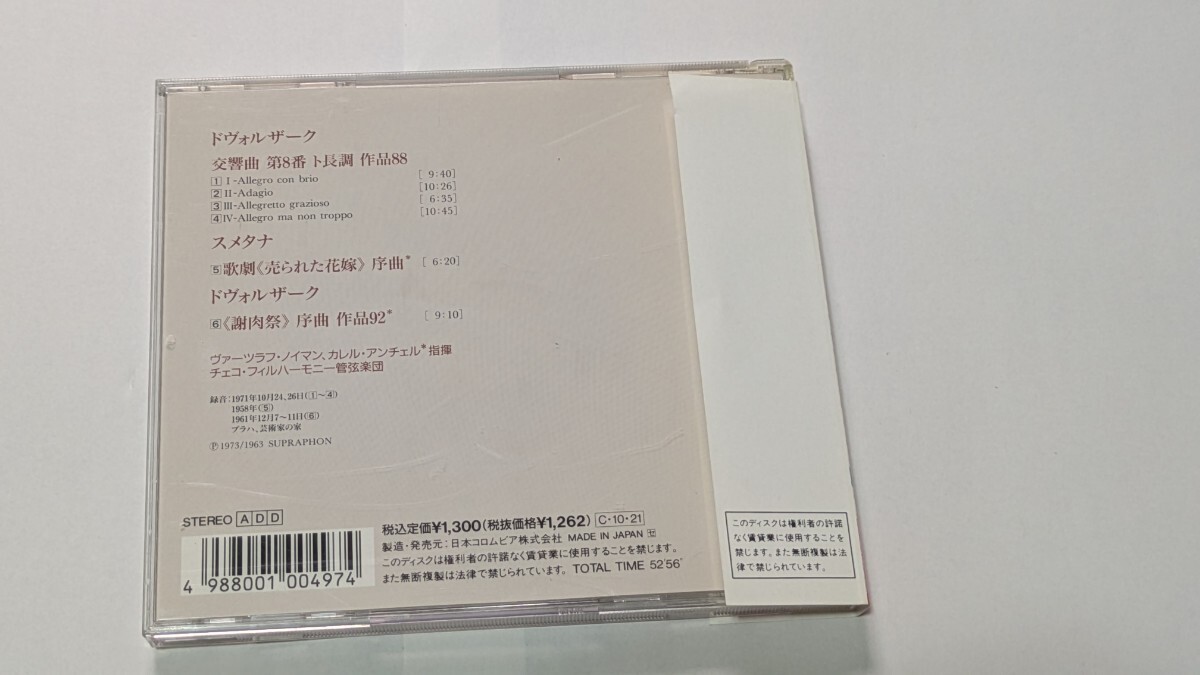 ドヴォルザーク
交響曲 第8番 ト長調 作品88
1 I-Allegro con brio [ 9:40]
2 II-Adagio [10:26]
3 III-Allegretto grazioso [ 6:35]
4 IV-Allegro ma non troppo [10:45]
スメタナ
5 歌劇《売られた花嫁》序曲* [ 6:20]
ドヴォルザーク
6 《謝肉祭》序曲 作品92* [ 9:10]
ヴァーツラフ・ノイマン、カレル・アンチェル*指揮
チェコ・フィルハーモニー管弦楽団
録音:1971年10月24、26日(1〜4)
1958年(5)
1961年12月7〜11日(6)
プラハ、芸術家の家
Ⓟ1973/1963 SUPRAPHON
STEREO ADD
税込定価¥1,300(税抜価格¥1,262) C・10・21
製造・発売元:日本コロムビア株式会社 MADE IN JAPAN
このディスクは権利者の許諾なく賃貸業に使用することを禁じます。
また無断複製は法律で禁じられています。 TOTAL TIME 52'56"
4 988001 004974
このディスクは権利者の許諾
なく賃貸業に使用することを
禁じます。また無断複製は法
律で禁じられています。